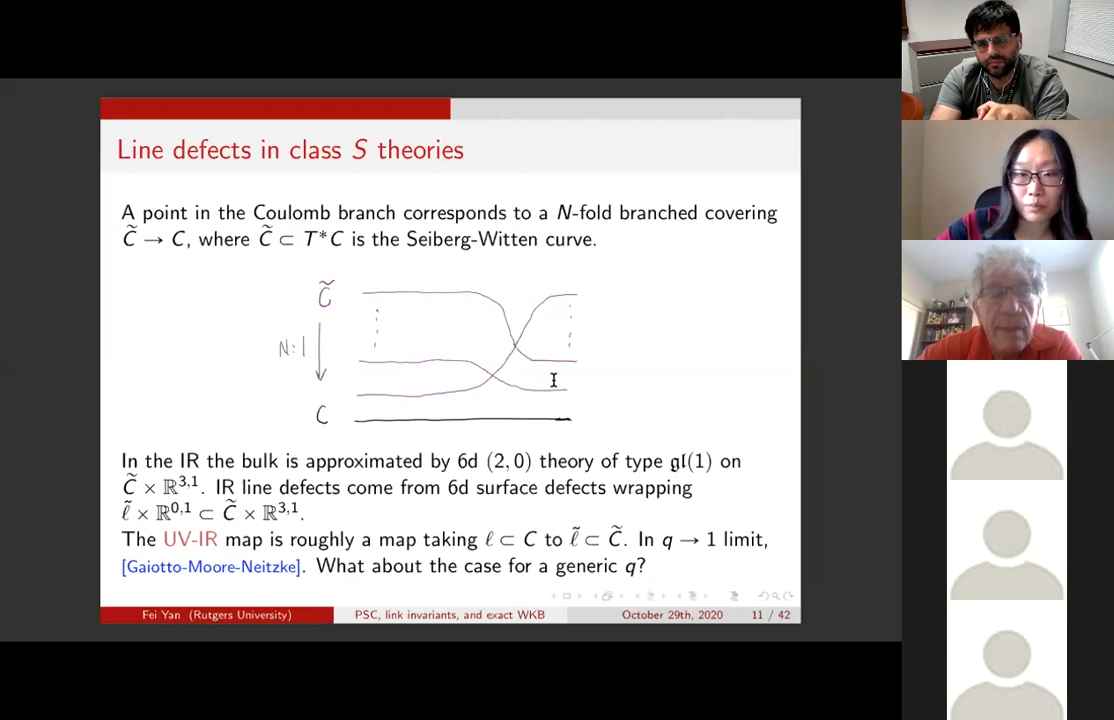 Line defects in class S theories
A point in the Coulomb branch corresponds to a N-fold branched covering
C̃ → C, where C̃ ⊂ T*C is the Seiberg-Witten curve.
C̃
N:1
C
In the IR the bulk is approximated by 6d (2,0) theory of type 𝔤𝔩(1) on
C̃ × ℝ³,¹. IR line defects come from 6d surface defects wrapping
ℓ̃ × ℝ⁰,¹ ⊂ C̃ × ℝ³,¹.
The UV-IR map is roughly a map taking ℓ ⊂ C to ℓ̃ ⊂ C̃. In q → 1 limit,
[Gaiotto-Moore-Neitzke]. What about the case for a generic q?
Fei Yan (Rutgers University) PSC, link invariants, and exact WKB October 29th, 2020 11 / 42